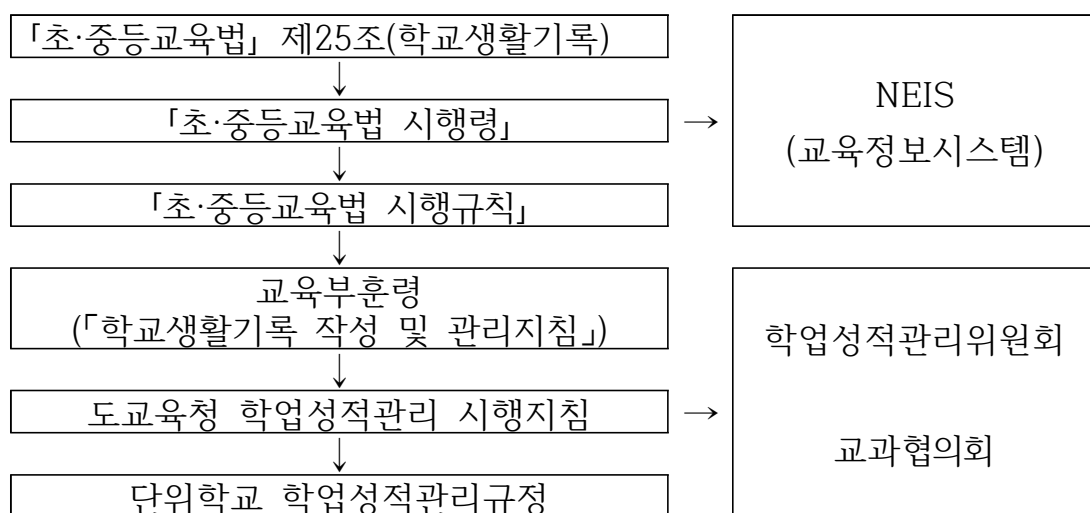 「초·중등교육법」 제25조(학교생활기록)
↓
「초·중등교육법 시행령」
→
NEIS
(교육정보시스템)
↓
「초·중등교육법 시행규칙」
↓
교육부훈령
(「학교생활기록 작성 및 관리지침」)
↓
도교육청 학업성적관리 시행지침
→
학업성적관리위원회
교과협의회
↓
단위학교 학업성적관리규정